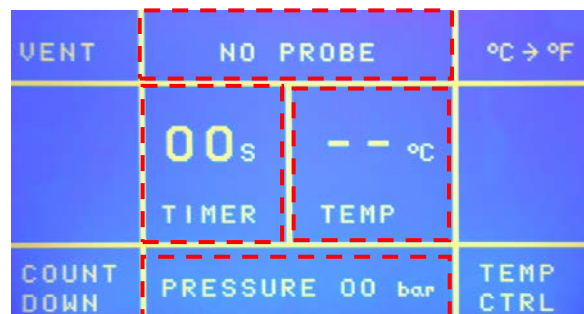 VENT
NO PROBE
°C → °F
00s
-- °C
TIMER
TEMP
COUNT
DOWN
PRESSURE 00 bar
TEMP
CTRL